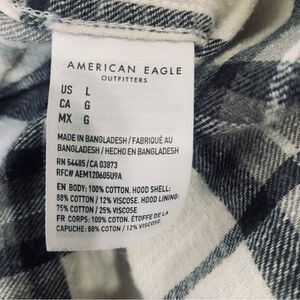 AMERICAN EAGLE
OUTFITTERS
US L
CA G
MX G
MADE IN BANGLADESH / FABRIQUÉ AU
BANGLADESH / HECHO EN BANGLADESH
RN 54485/CA 03873
RFC# AEM120605U9A
EN BODY: 100% COTTON. HOOD SHELL:
88% COTTON / 12% VISCOSE. HOOD LINING:
75% COTTON / 25% VISCOSE
FR CORPS: 100% COTON. ÉTOFFE DE LA
CAPUCHE: 88% COTON / 12% VISCOSE.